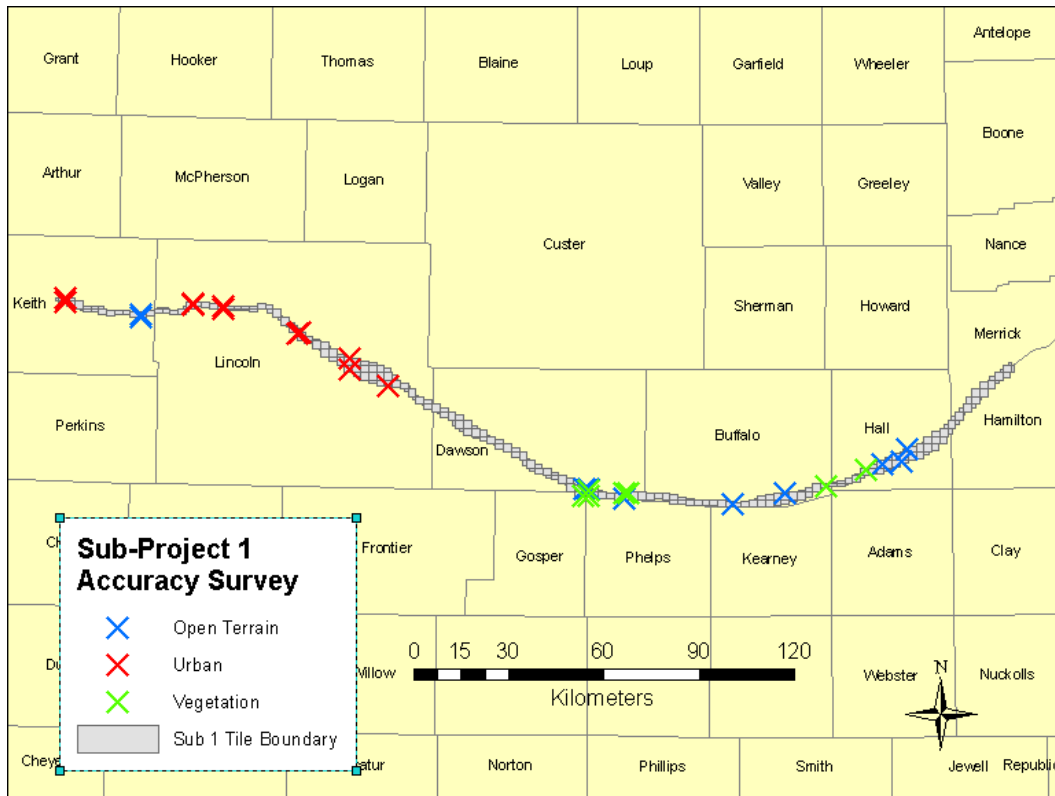 Antelope
Grant
Hooker
Thomas
Blaine
Loup
Garfield
Wheeler
Boone
Arthur
McPherson
Logan
Valley
Greeley
Custer
Nance
Keith
Sherman
Howard
Merrick
Lincoln
Perkins
Hall
Hamilton
Buffalo
Dawson
Frontier
Gosper
Phelps
Kearney
Adams
Clay
Sub-Project 1
Accuracy Survey
Open Terrain
Urban
Vegetation
Sub 1 Tile Boundary
0 15 30 60 90 120
Kilometers
Webster
Nuckolls
N
Norton
Phillips
Smith
Jewell
Republic